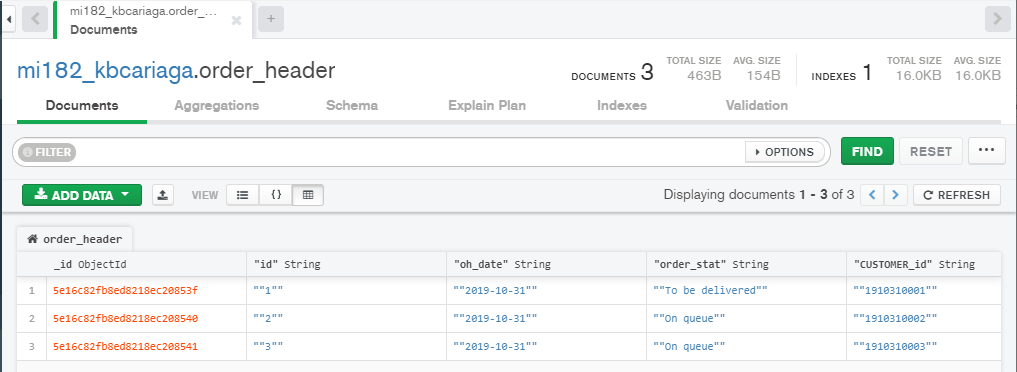 mi182_kbcariaga.order_...
Documents
mi182_kbcariaga.order_header
DOCUMENTS 3 TOTAL SIZE 463B AVG. SIZE 154B INDEXES 1 TOTAL SIZE 16.0KB AVG. SIZE 16.0KB
Documents Aggregations Schema Explain Plan Indexes Validation
FILTER OPTIONS FIND RESET ...
ADD DATA VIEW {} Displaying documents 1 - 3 of 3 < > REFRESH
order_header
_id ObjectId "id" String "oh_date" String "order_stat" String "CUSTOMER_id" String
1 5e16c82fb8ed8218ec20853f ""1"" ""2019-10-31"" ""To be delivered"" ""1910310001""
2 5e16c82fb8ed8218ec208540 ""2"" ""2019-10-31"" ""On queue"" ""1910310002""
3 5e16c82fb8ed8218ec208541 ""3"" ""2019-10-31"" ""On queue"" ""1910310003""